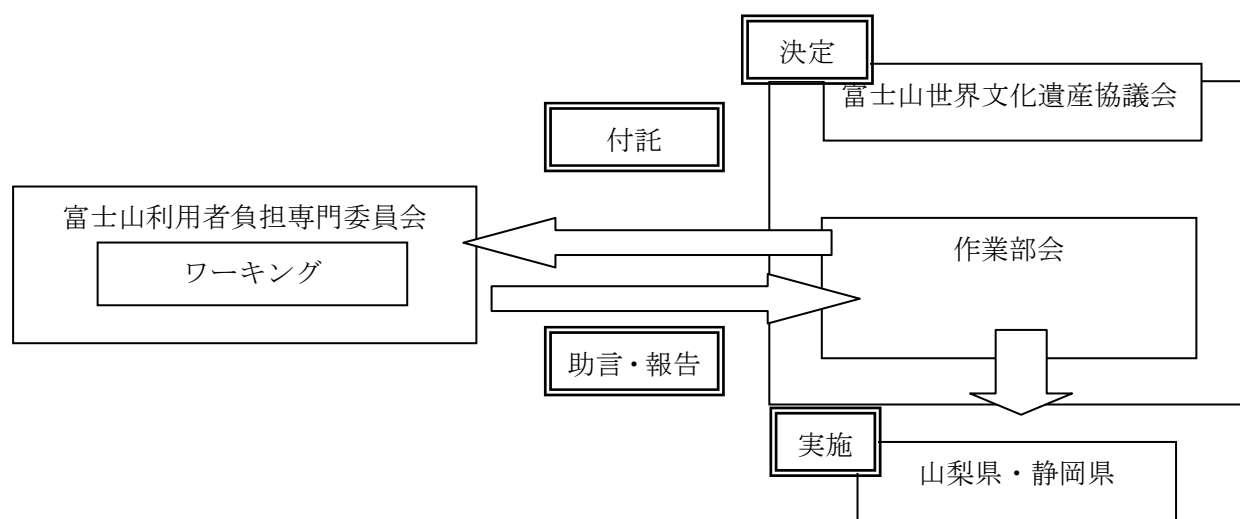 決定
富士山世界文化遺産協議会
付託
富士山利用者負担専門委員会
ワーキング
作業部会
助言・報告
実施
山梨県・静岡県